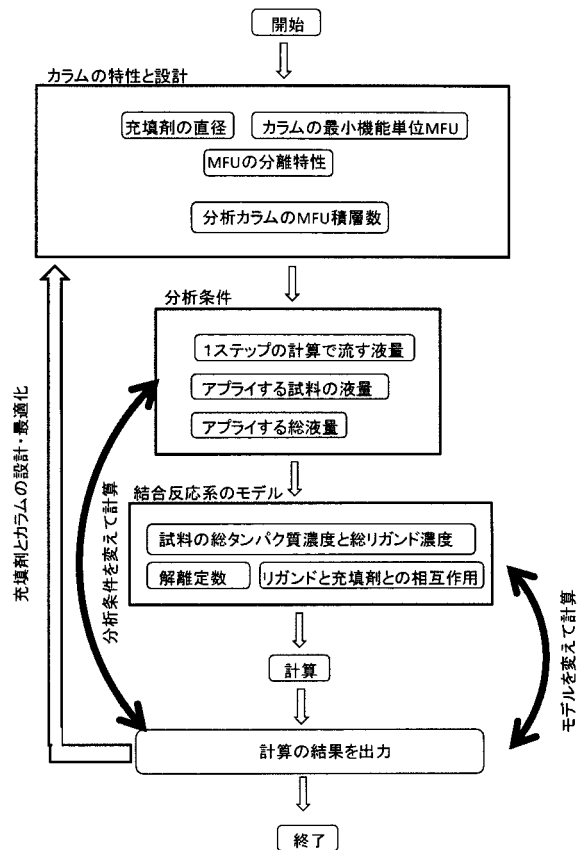 開始
カラムの特性と設計
充填剤の直径
カラムの最小機能単位MFU
MFUの分離特性
分析カラムのMFU積層数
分析条件
1ステップの計算で流す液量
アプライする試料の液量
アプライする総液量
結合反応系のモデル
試料の総タンパク質濃度と総リガンド濃度
解離定数
リガンドと充填剤との相互作用
計算
計算の結果を出力
終了
充填剤とカラムの設計・最適化
分析条件を変えて計算
モデルを変えて計算